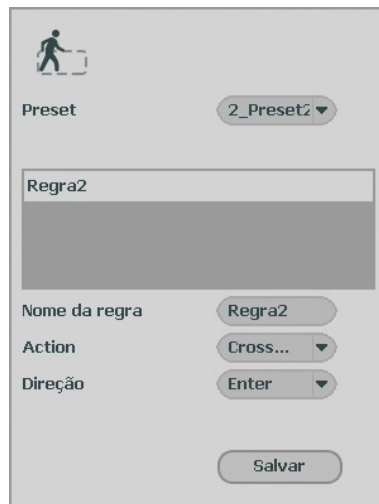 Preset 2_Preset2
Regra2
Nome da regra Regra2
Action Cross...
Direção Enter
Salvar